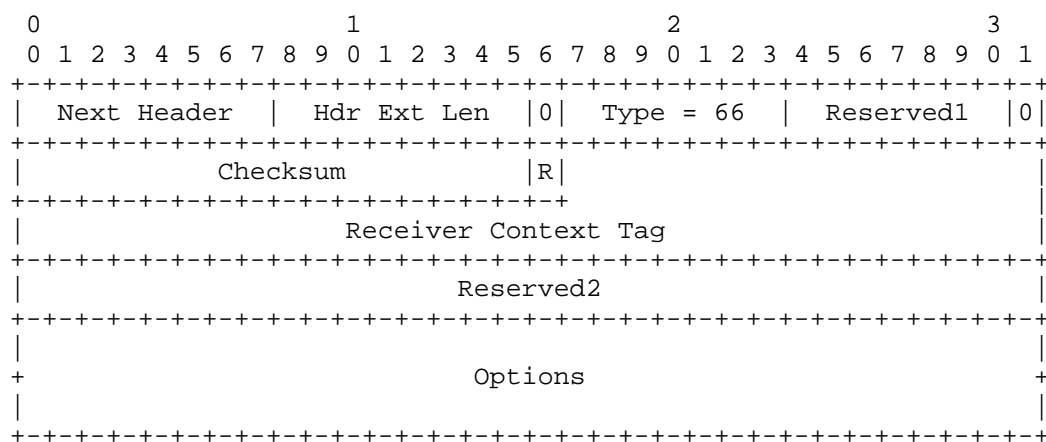 0                   1                   2                   3
 0 1 2 3 4 5 6 7 8 9 0 1 2 3 4 5 6 7 8 9 0 1 2 3 4 5 6 7 8 9 0 1
+-+-+-+-+-+-+-+-+-+-+-+-+-+-+-+-+-+-+-+-+-+-+-+-+-+-+-+-+-+-+-+-+
|  Next Header  |  Hdr Ext Len  |0|  Type = 66  |  Reserved1  |0|
+-+-+-+-+-+-+-+-+-+-+-+-+-+-+-+-+-+-+-+-+-+-+-+-+-+-+-+-+-+-+-+-+
|            Checksum           |R|                             |
+-+-+-+-+-+-+-+-+-+-+-+-+-+-+-+-+-+                             |
|                    Receiver Context Tag                       |
+-+-+-+-+-+-+-+-+-+-+-+-+-+-+-+-+-+-+-+-+-+-+-+-+-+-+-+-+-+-+-+-+
|                           Reserved2                           |
+-+-+-+-+-+-+-+-+-+-+-+-+-+-+-+-+-+-+-+-+-+-+-+-+-+-+-+-+-+-+-+-+
|                                                               |
+                            Options                            +
|                                                               |
+-+-+-+-+-+-+-+-+-+-+-+-+-+-+-+-+-+-+-+-+-+-+-+-+-+-+-+-+-+-+-+-+